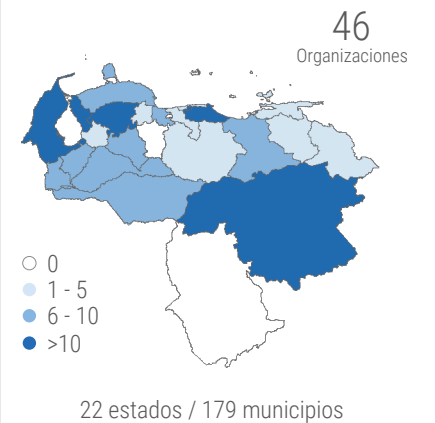 46
Organizaciones
0
1 - 5
6 - 10
>10
22 estados / 179 municipios